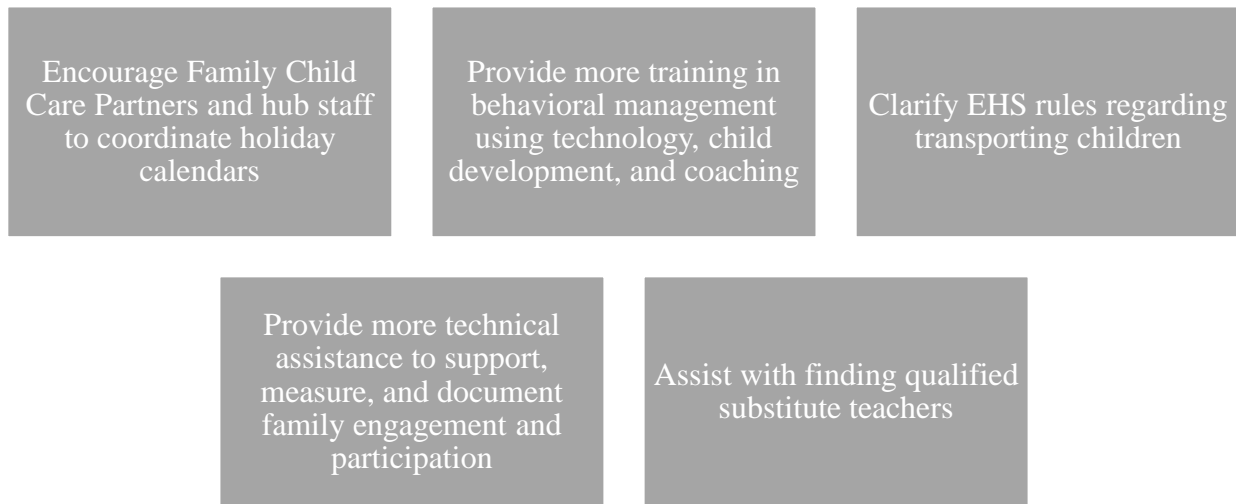 Encourage Family Child
Care Partners and hub staff
to coordinate holiday
calendars
Provide more training in
behavioral management
using technology, child
development, and coaching
Clarify EHS rules regarding
transporting children
Provide more technical
assistance to support,
measure, and document
family engagement and
participation
Assist with finding qualified
substitute teachers